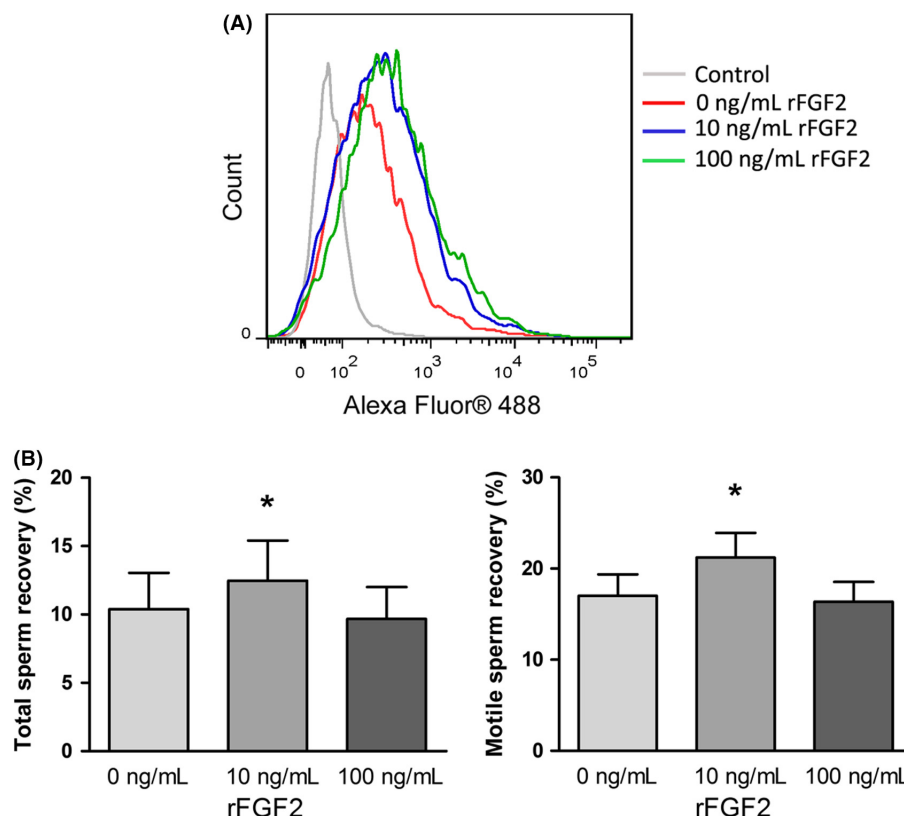 (A)
Count
0
0 10² 10³ 10⁴ 10⁵
Alexa Fluor® 488
Control
0 ng/mL rFGF2
10 ng/mL rFGF2
100 ng/mL rFGF2
(B)
Total sperm recovery (%)
20
15
10
5
0
*
0 ng/mL 10 ng/mL 100 ng/mL
rFGF2
Motile sperm recovery (%)
30
20
10
0
*
0 ng/mL 10 ng/mL 100 ng/mL
rFGF2